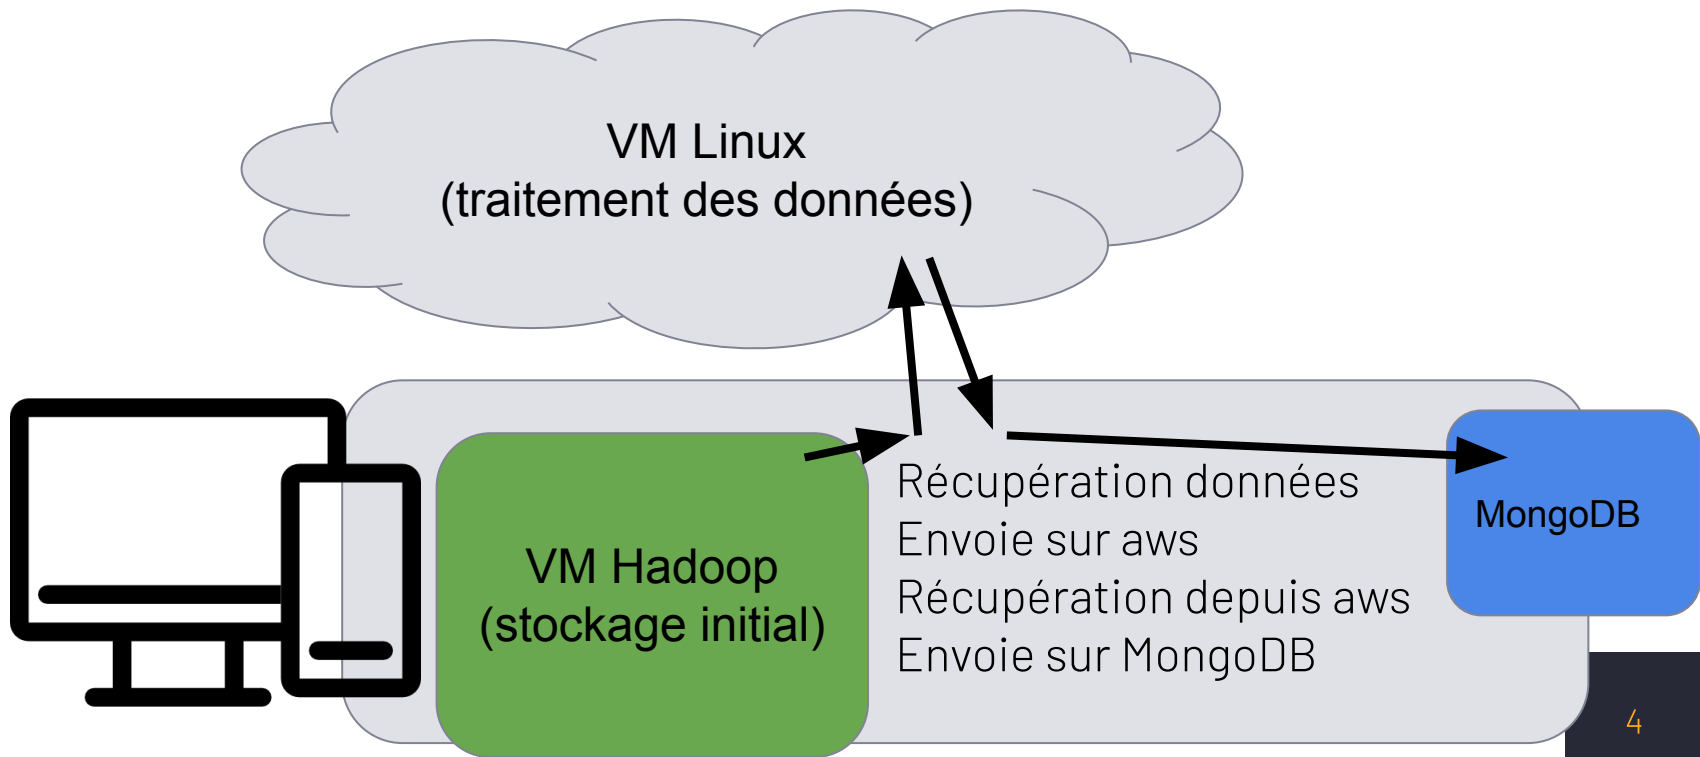 VM Linux
(traitement des données)
VM Hadoop
(stockage initial)
Récupération données
Envoie sur aws
Récupération depuis aws
Envoie sur MongoDB
MongoDB
4